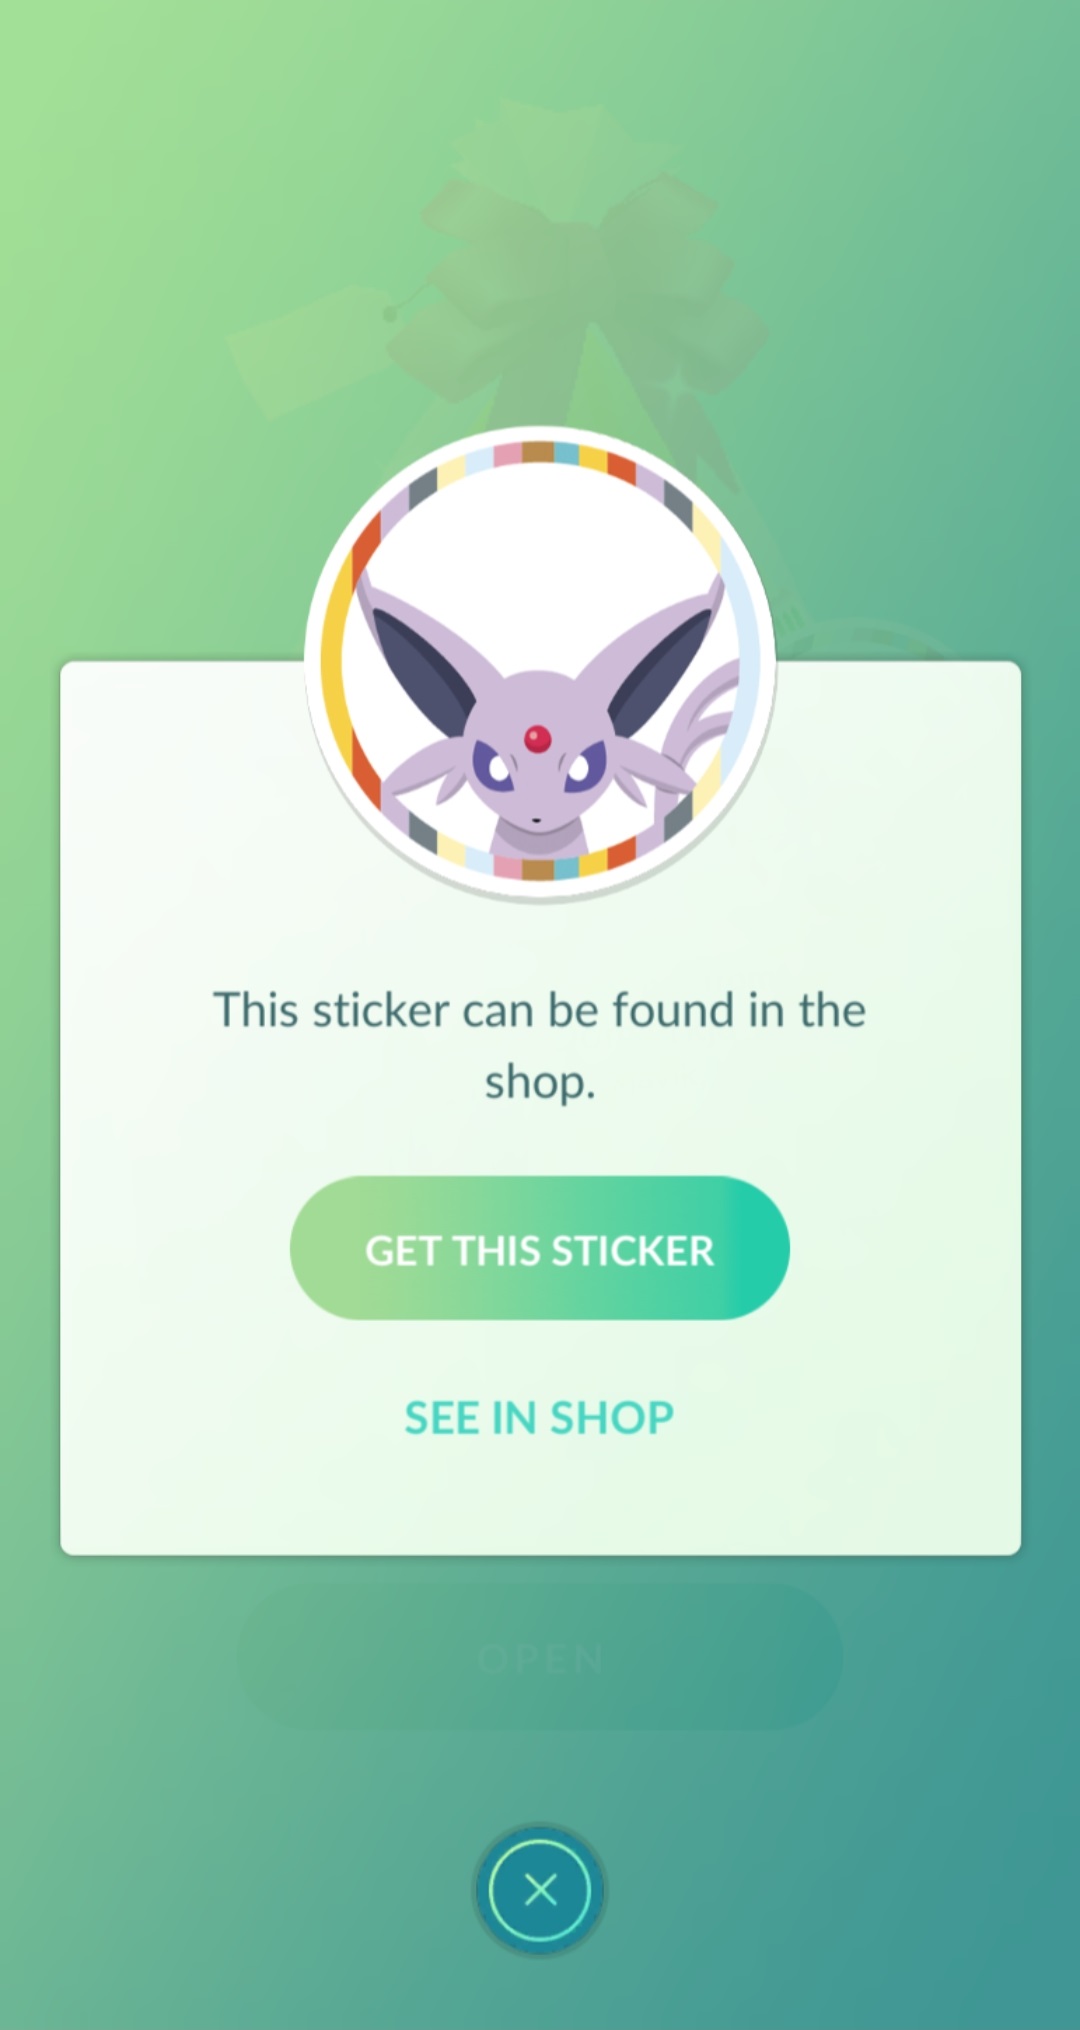 This sticker can be found in the
shop.
GET THIS STICKER
SEE IN SHOP
OPEN